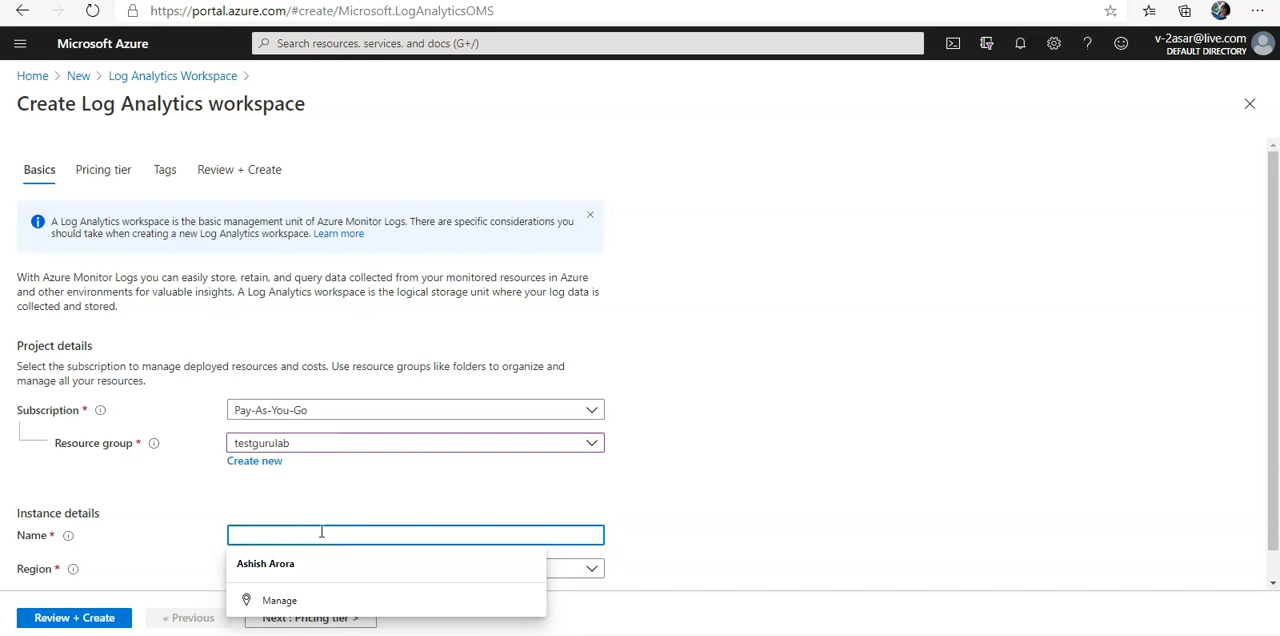 https://portal.azure.com/#create/Microsoft.LogAnalyticsOMS
Microsoft Azure
Search resources, services, and docs (G+/)
v-2asar@live.com
DEFAULT DIRECTORY
Home > New > Log Analytics Workspace >
Create Log Analytics workspace
Basics Pricing tier Tags Review + Create
A Log Analytics workspace is the basic management unit of Azure Monitor Logs. There are specific considerations you
should take when creating a new Log Analytics workspace. Learn more
With Azure Monitor Logs you can easily store, retain, and query data collected from your monitored resources in Azure
and other environments for valuable insights. A Log Analytics workspace is the logical storage unit where your log data is
collected and stored.
Project details
Select the subscription to manage deployed resources and costs. Use resource groups like folders to organize and
manage all your resources.
Subscription * Pay-As-You-Go
Resource group * testgurulab
Create new
Instance details
Name *
Ashish Arora
Region *
Manage
Review + Create « Previous Next : Pricing tier >